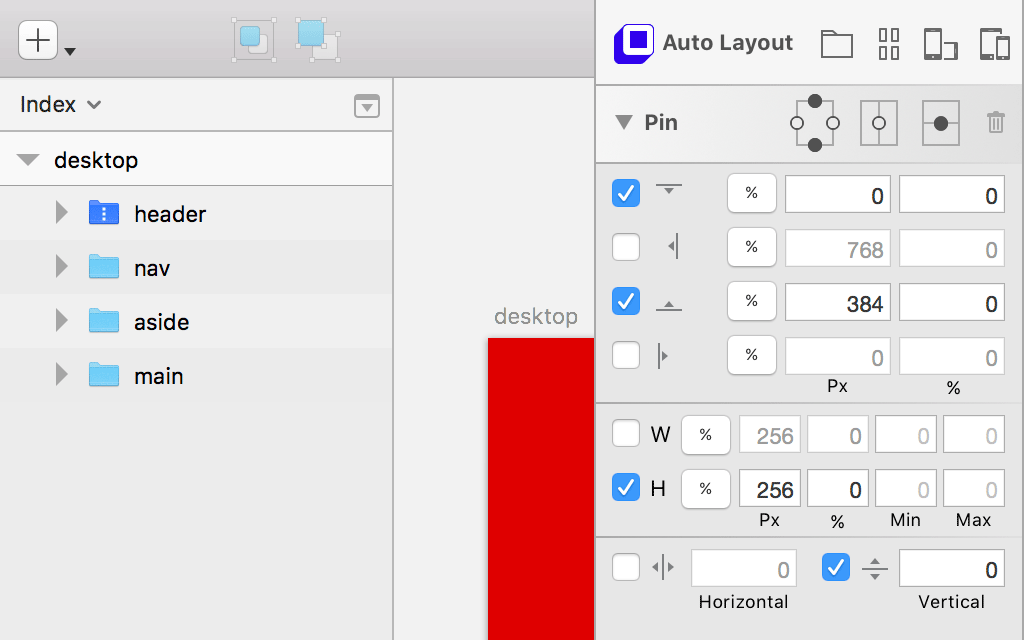 Auto Layout
Index
Pin
desktop
header
nav
aside
main
desktop
% 0 0
% 768 0
% 384 0
% 0 0
Px %
W % 256 0 0 0
H % 256 0 0 0
Px % Min Max
0 0
Horizontal Vertical